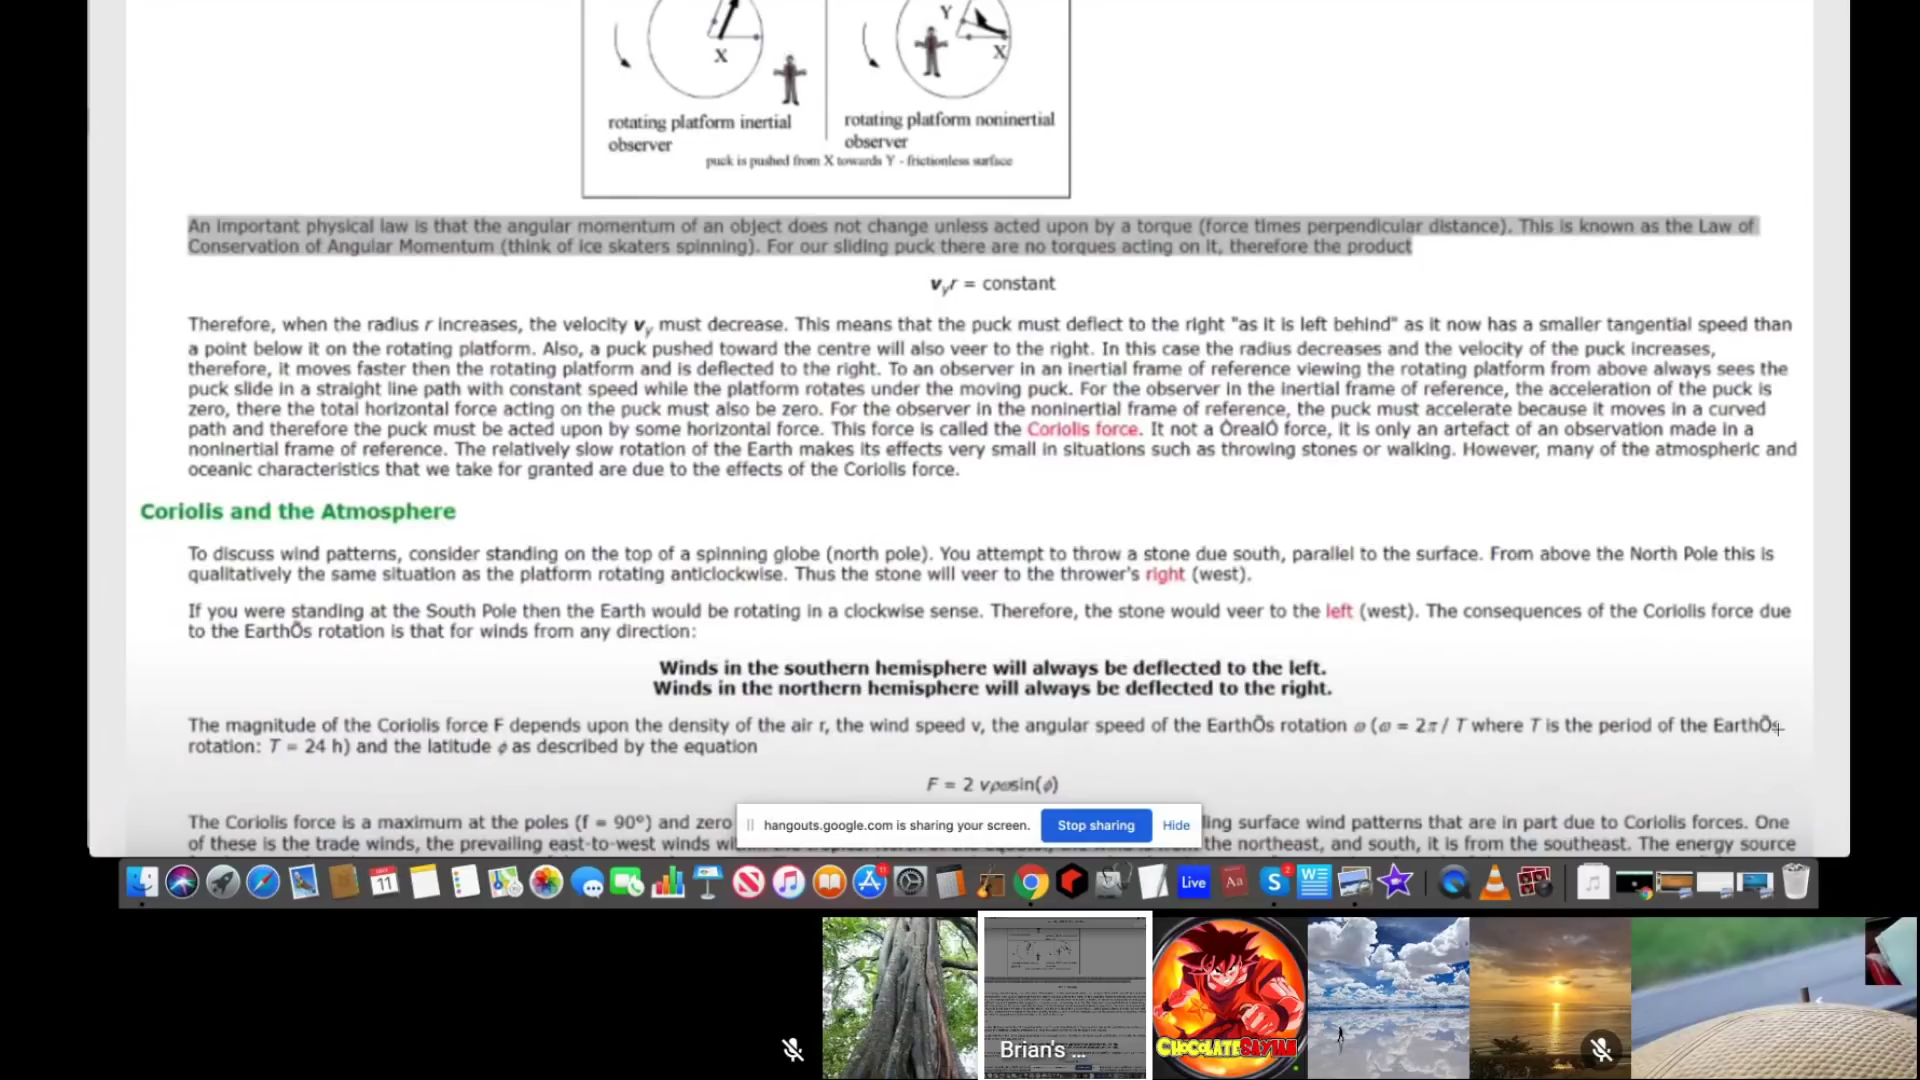 Y
X
X
rotating platform inertial
observer
rotating platform noninertial
observer
puck is pushed from X towards Y - frictionless surface
An important physical law is that the angular momentum of an object does not change unless acted upon by a torque (force times perpendicular distance). This is known as the Law of
Conservation of Angular Momentum (think of ice skaters spinning). For our sliding puck there are no torques acting on it, therefore the product
vyr = constant
Therefore, when the radius r increases, the velocity vy must decrease. This means that the puck must deflect to the right "as it is left behind" as it now has a smaller tangential speed than
a point below it on the rotating platform. Also, a puck pushed toward the centre will also veer to the right. In this case the radius decreases and the velocity of the puck increases,
therefore, it moves faster then the rotating platform and is deflected to the right. To an observer in an inertial frame of reference viewing the rotating platform from above always sees the
puck slide in a straight line path with constant speed while the platform rotates under the moving puck. For the observer in the inertial frame of reference, the acceleration of the puck is
zero, there the total horizontal force acting on the puck must also be zero. For the observer in the noninertial frame of reference, the puck must accelerate because it moves in a curved
path and therefore the puck must be acted upon by some horizontal force. This force is called the Coriolis force. It not a ÒrealÓ force, it is only an artefact of an observation made in a
noninertial frame of reference. The relatively slow rotation of the Earth makes its effects very small in situations such as throwing stones or walking. However, many of the atmospheric and
oceanic characteristics that we take for granted are due to the effects of the Coriolis force.
Coriolis and the Atmosphere
To discuss wind patterns, consider standing on the top of a spinning globe (north pole). You attempt to throw a stone due south, parallel to the surface. From above the North Pole this is
qualitatively the same situation as the platform rotating anticlockwise. Thus the stone will veer to the thrower's right (west).
If you were standing at the South Pole then the Earth would be rotating in a clockwise sense. Therefore, the stone would veer to the left (west). The consequences of the Coriolis force due
to the EarthÕs rotation is that for winds from any direction:
Winds in the southern hemisphere will always be deflected to the left.
Winds in the northern hemisphere will always be deflected to the right.
The magnitude of the Coriolis force F depends upon the density of the air r, the wind speed v, the angular speed of the EarthÕs rotation ω (ω = 2π / T where T is the period of the EarthÕs
rotation: T = 24 h) and the latitude ϕ as described by the equation
F = 2 vρωsin(ϕ)
The Coriolis force is a maximum at the poles (f = 90°) and zero ling surface wind patterns that are in part due to Coriolis forces. One
of these is the trade winds, the prevailing east-to-west winds the northeast, and south, it is from the southeast. The energy source
hangouts.google.com is sharing your screen. Stop sharing Hide
11
Live
Aa
Brian's ...
CHOCOLATESAYIAN